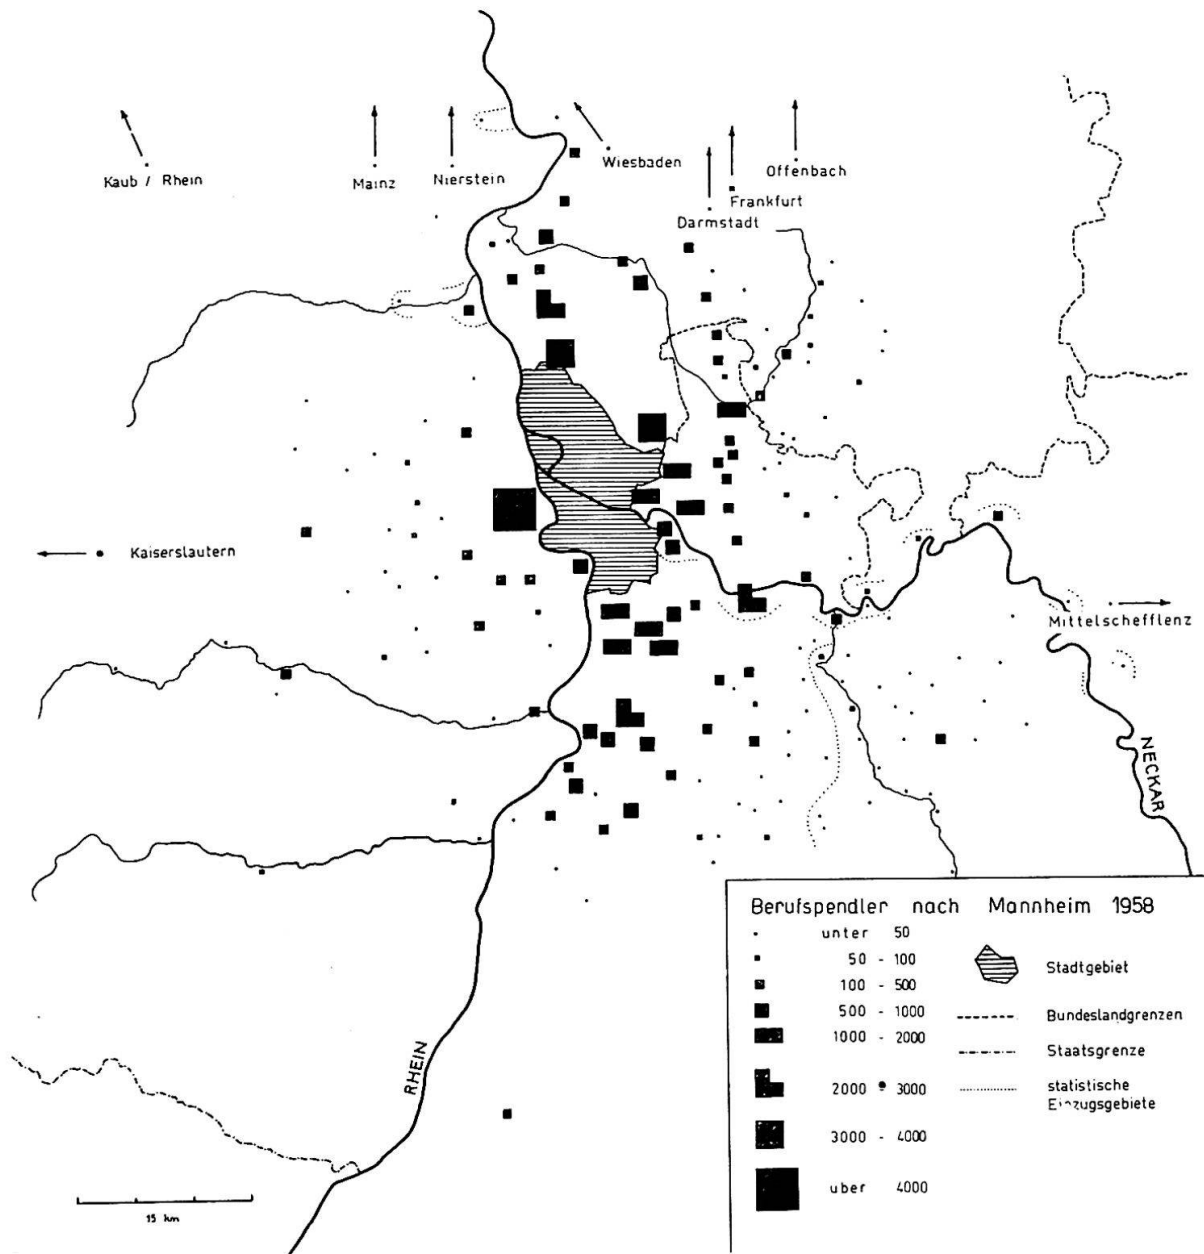 Wiesbaden
Offenbach
Kaub / Rhein
Mainz
Nierstein
Frankfurt
Darmstadt
Kaiserslautern
Mittelschefflenz
NECKAR
RHEIN
15 km
Berufspendler nach Mannheim 1958
unter 50
50 - 100
100 - 500
500 - 1000
1000 - 2000
2000 3000
3000 - 4000
uber 4000
Stadtgebiet
Bundeslandgrenzen
Staatsgrenze
statistische